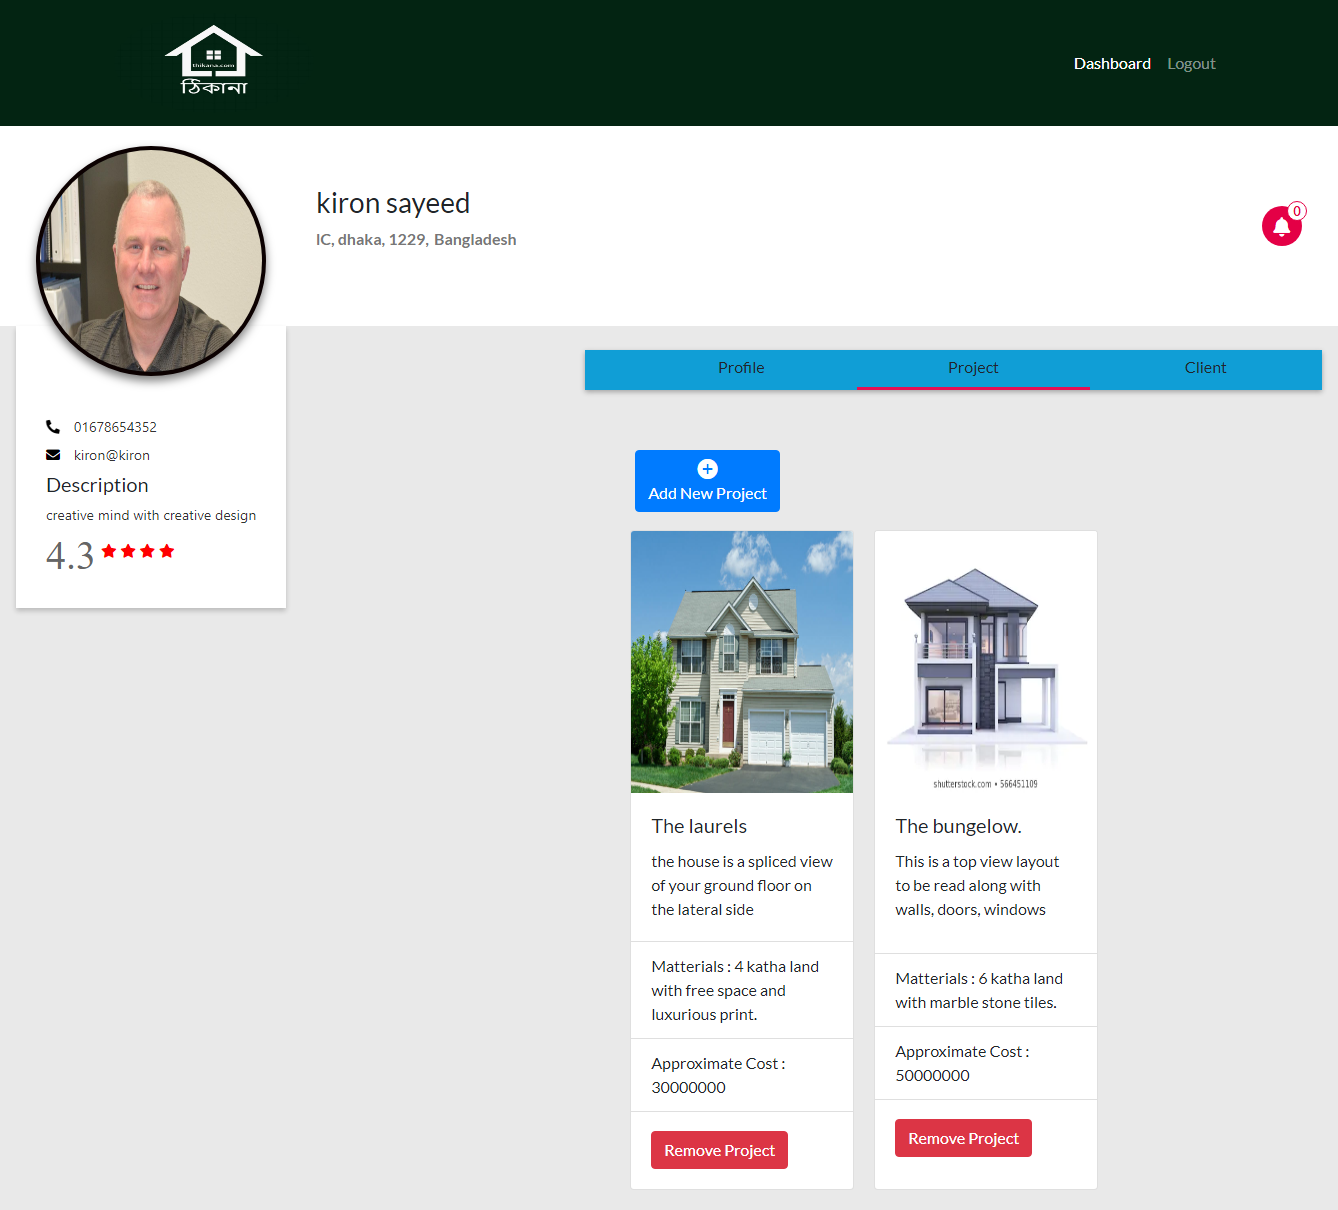 thikana.com
ঠিকানা
Dashboard Logout
kiron sayeed
IC, dhaka, 1229, Bangladesh
0
Profile Project Client
01678654352
kiron@kiron
Description
creative mind with creative design
4.3
Add New Project
The laurels
the house is a spliced view
of your ground floor on
the lateral side
Matterials : 4 katha land
with free space and
luxurious print.
Approximate Cost :
30000000
Remove Project
shutterstock.com • 566451109
The bungelow.
This is a top view layout
to be read along with
walls, doors, windows
Matterials : 6 katha land
with marble stone tiles.
Approximate Cost :
50000000
Remove Project